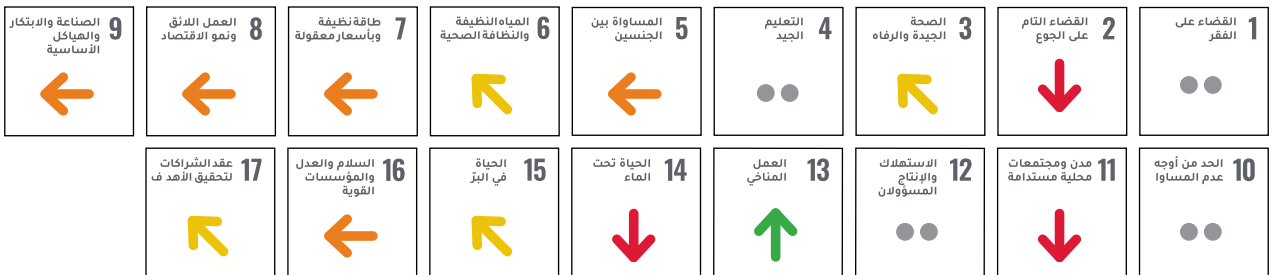 1 القضاء على
الفقر
2 القضاء التام
على الجوع
3 الصحة
الجيدة والرفاه
4 التعليم
الجيد
5 المساواة بين
الجنسين
6 المياه النظيفة
والنظافة الصحية
7 طاقة نظيفة
وبأسعار معقولة
8 العمل اللائق
ونمو الاقتصاد
9 الصناعة والابتكار
والهياكل
الأساسية
10 الحد من أوجه
عدم المساوا
11 مدن ومجتمعات
محلية مستدامة
12 الاستهلاك
والإنتاج
المسؤولان
13 العمل
المناخي
14 الحياة تحت
الماء
15 الحياة
في البرّ
16 السلام والعدل
والمؤسسات
القوية
17 عقد الشراكات
لتحقيق الأهد ف